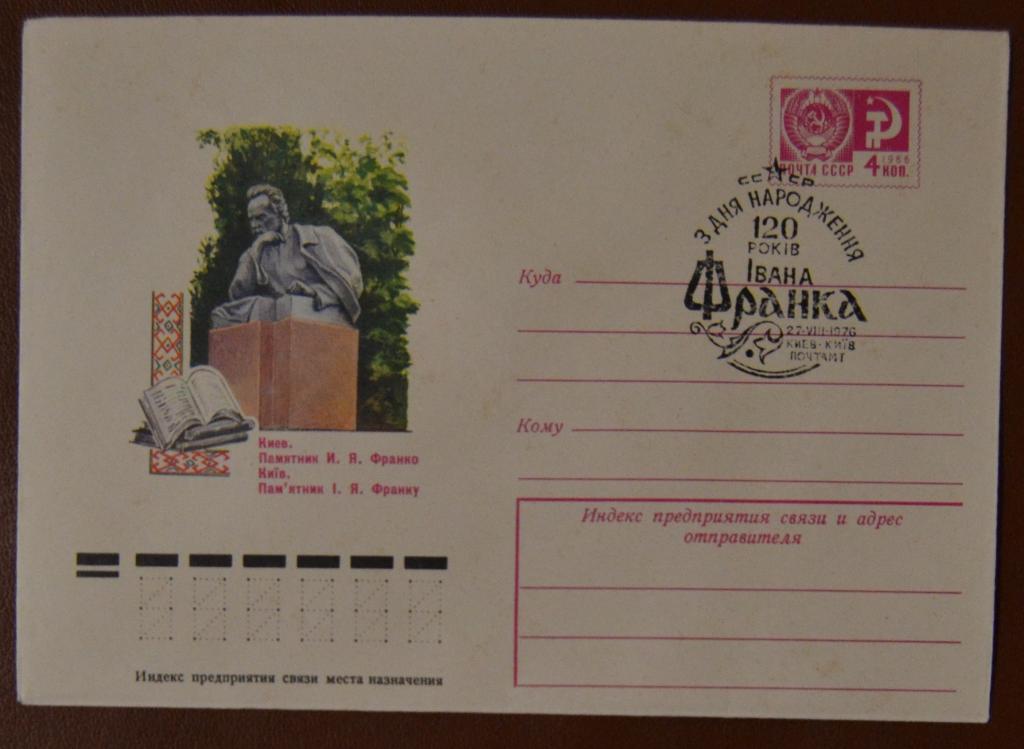 ПОЧТА СССР
1966
4 КОП.
СССР
З ДНЯ НАРОДЖЕННЯ
120
РОКІВ
ІВАНА
Франка
27-VIII-1976
КИЕВ-КИЇВ
ПОЧТАМТ
Куда
Кому
Киев.
Памятник И. Я. Франко
Київ.
Пам'ятник І. Я. Франку
Индекс предприятия связи и адрес
отправителя
Индекс предприятия связи места назначения